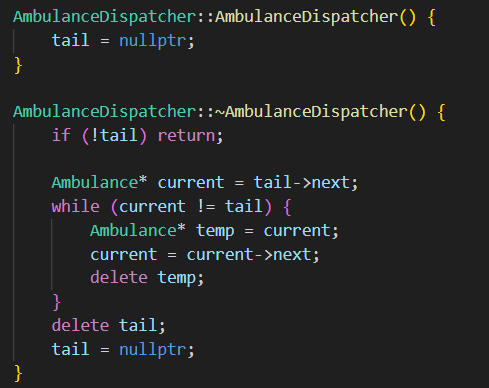 AmbulanceDispatcher::AmbulanceDispatcher() {
    tail = nullptr;
}

AmbulanceDispatcher::~AmbulanceDispatcher() {
    if (!tail) return;

    Ambulance* current = tail->next;
    while (current != tail) {
        Ambulance* temp = current;
        current = current->next;
        delete temp;
    }
    delete tail;
    tail = nullptr;
}